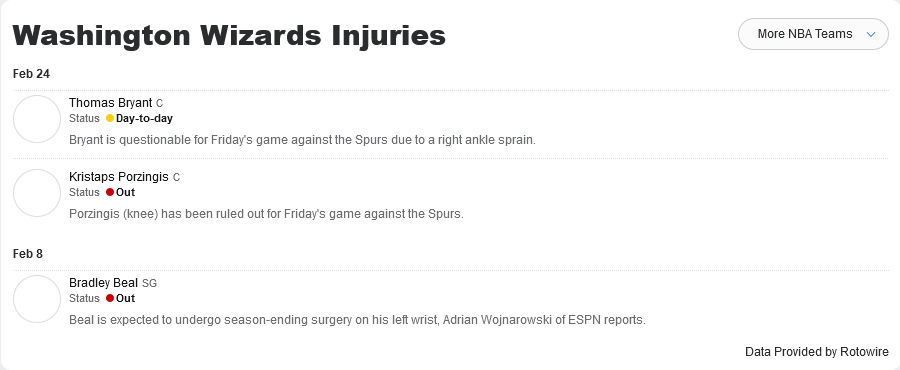 Washington Wizards Injuries
More NBA Teams
Feb 24
Thomas Bryant C
Status Day-to-day
Bryant is questionable for Friday's game against the Spurs due to a right ankle sprain.
Kristaps Porzingis C
Status Out
Porzingis (knee) has been ruled out for Friday's game against the Spurs.
Feb 8
Bradley Beal SG
Status Out
Beal is expected to undergo season-ending surgery on his left wrist, Adrian Wojnarowski of ESPN reports.
Data Provided by Rotowire